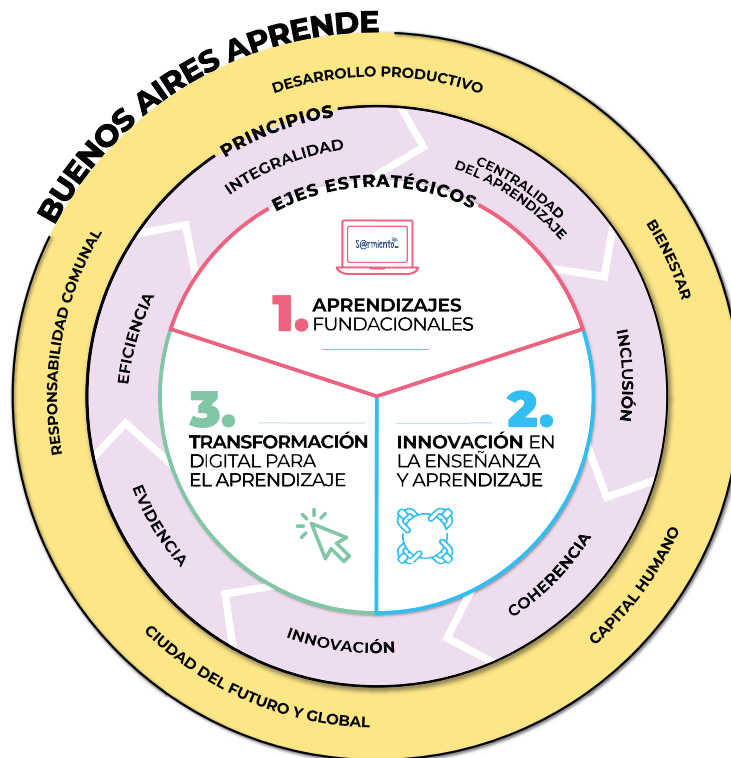 BUENOS AIRES APRENDE
DESARROLLO PRODUCTIVO
BIENESTAR
CAPITAL HUMANO
CIUDAD DEL FUTURO Y GLOBAL
RESPONSABILIDAD COMUNAL
PRINCIPIOS
INTEGRALIDAD
CENTRALIDAD
DEL APRENDIZAJE
INCLUSIÓN
COHERENCIA
INNOVACIÓN
EVIDENCIA
EFICIENCIA
EJES ESTRATÉGICOS
S@rmiento
1. APRENDIZAJES
FUNDACIONALES
2.
INNOVACIÓN EN
LA ENSEÑANZA
Y APRENDIZAJE
3.
TRANSFORMACIÓN
DIGITAL PARA
EL APRENDIZAJE